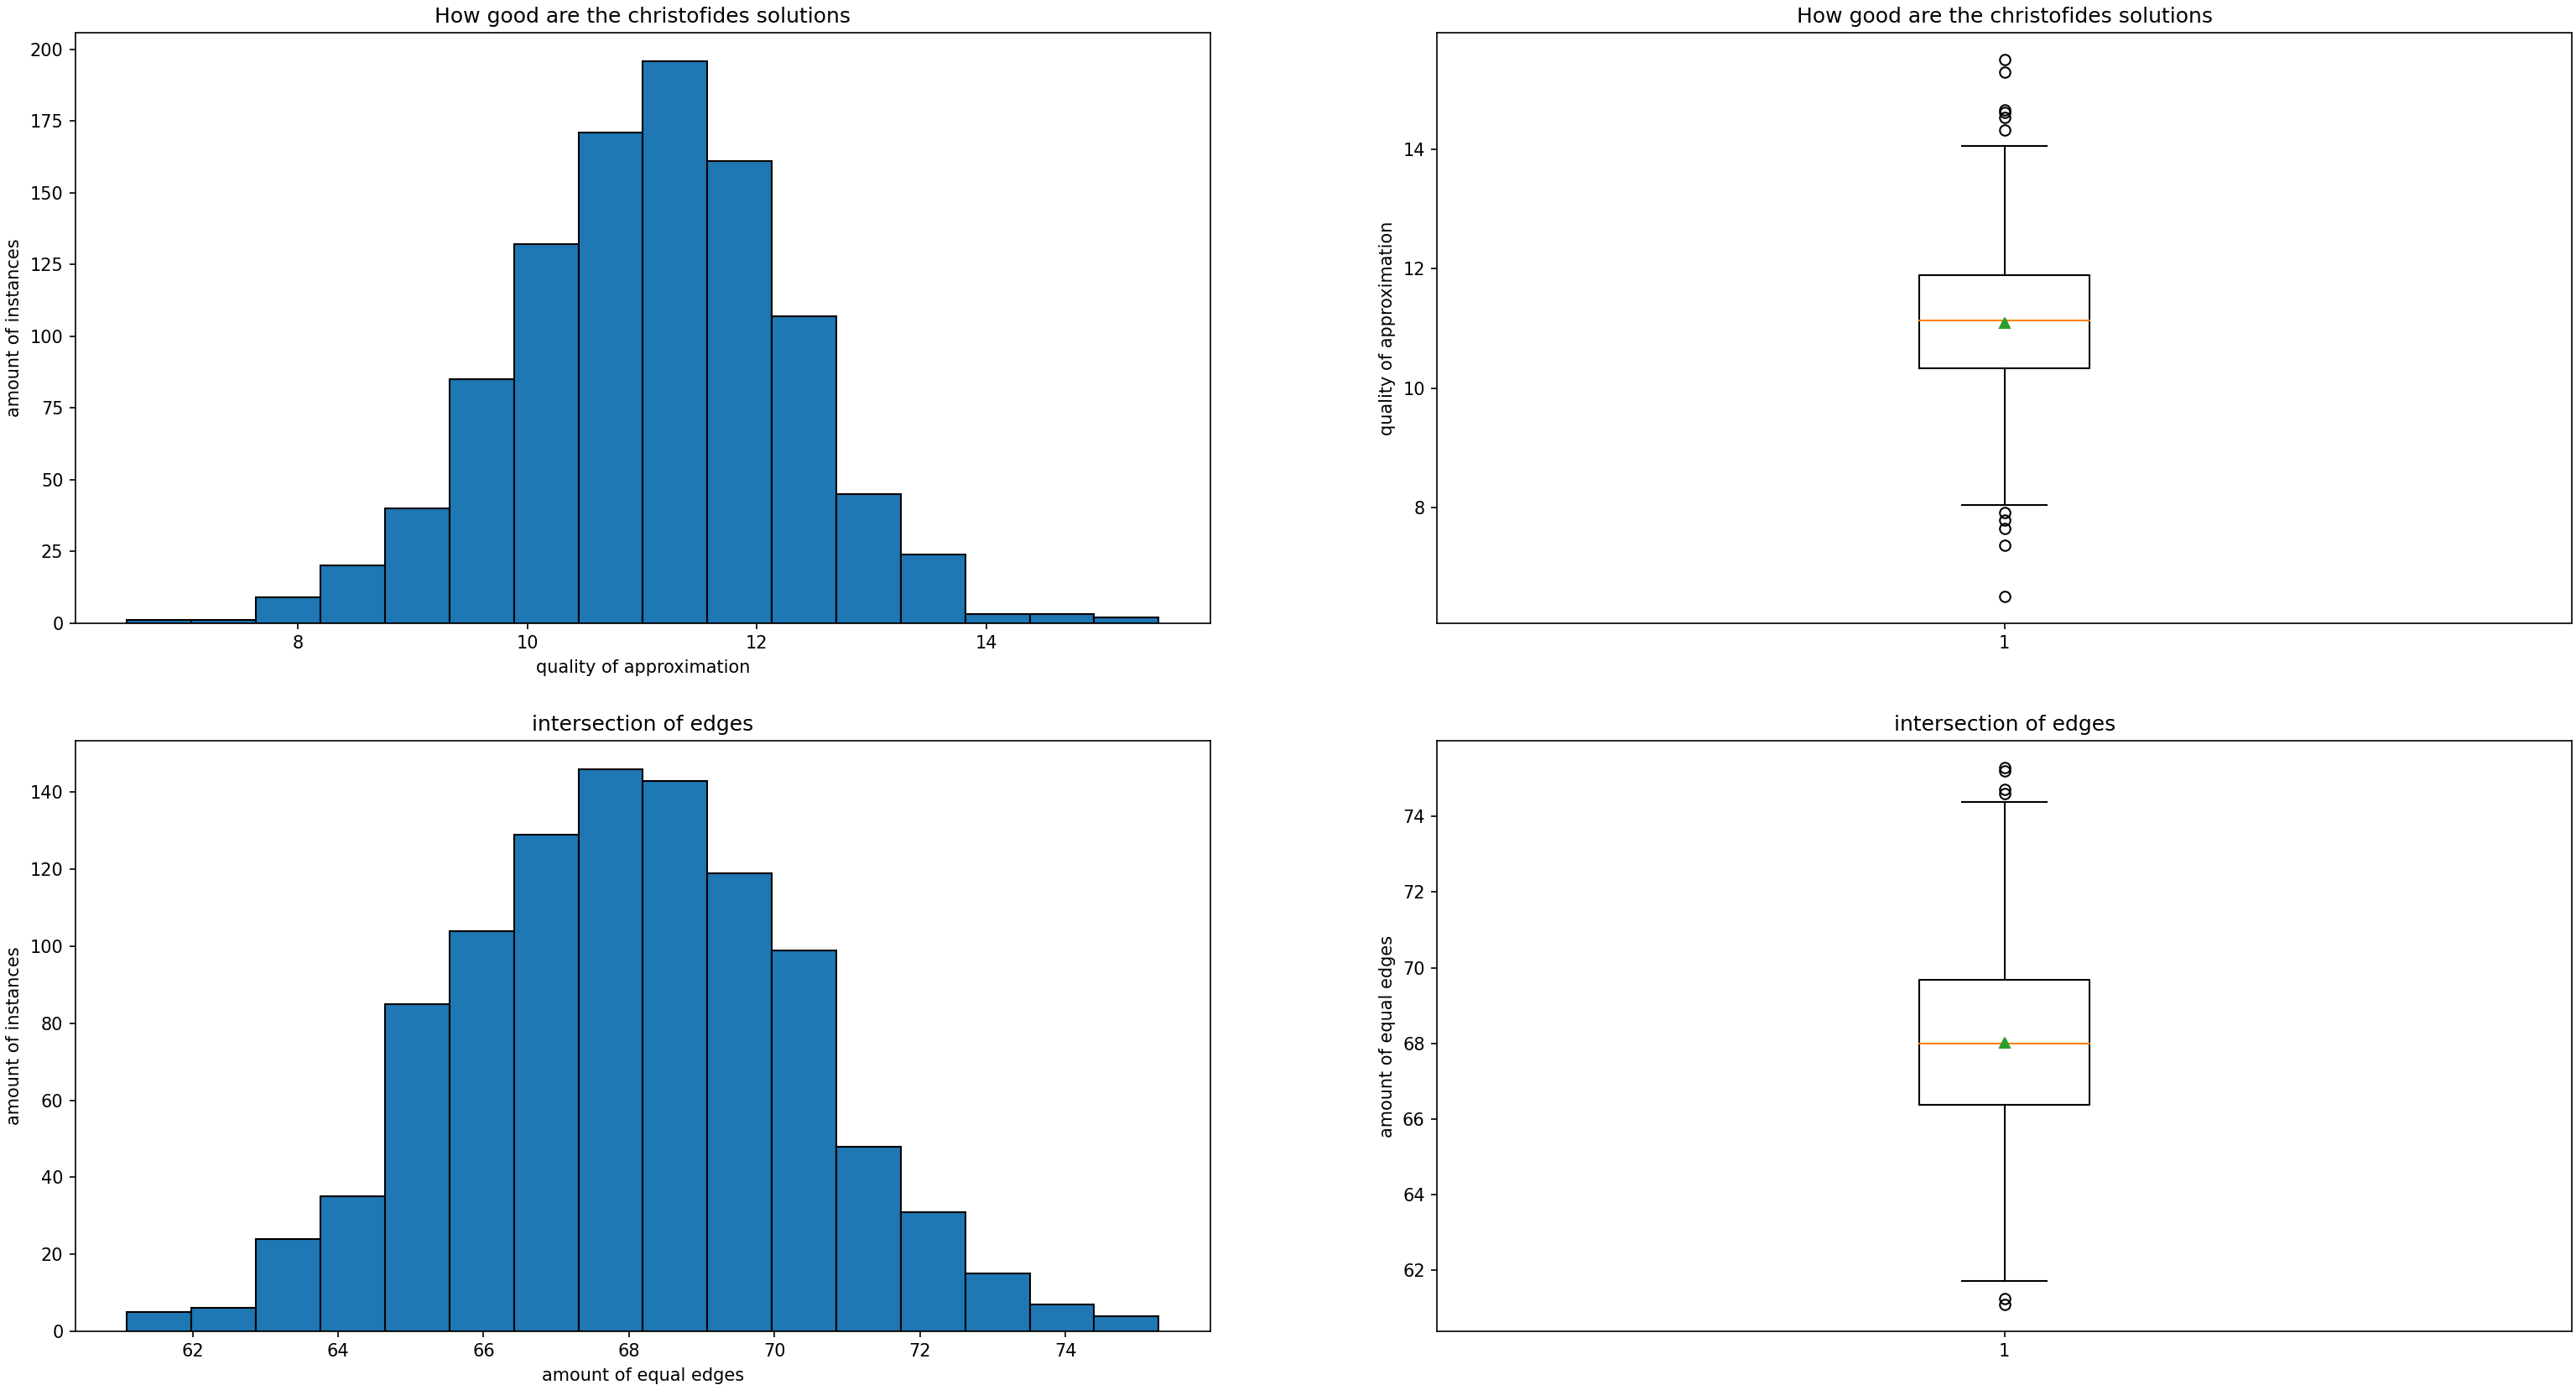 How good are the christofides solutions
200
175
150
125
100
75
50
25
0
amount of instances
8 10 12 14
quality of approximation
How good are the christofides solutions
14
12
10
8
quality of approximation
1
intersection of edges
140
120
100
80
60
40
20
0
amount of instances
62 64 66 68 70 72 74
amount of equal edges
intersection of edges
74
72
70
68
66
64
62
amount of equal edges
1